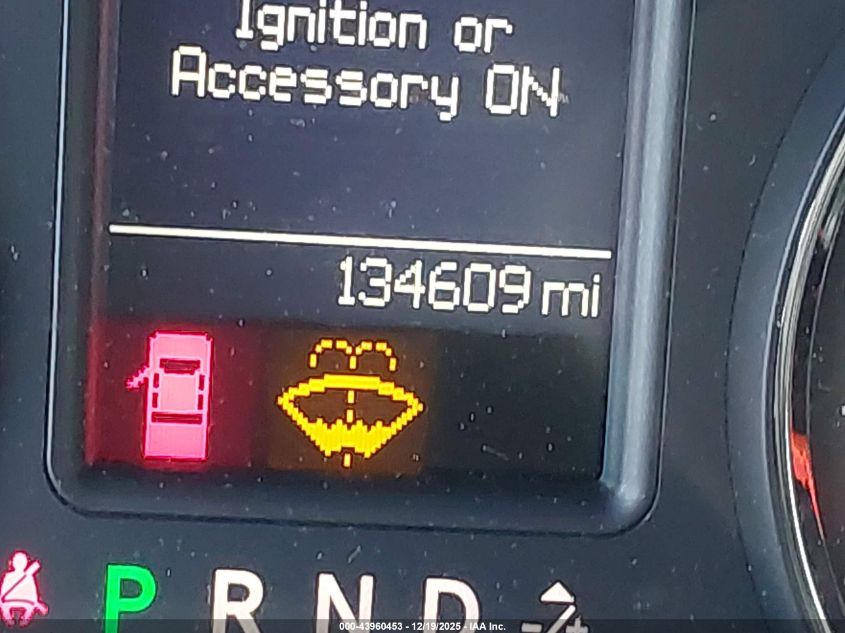 Ignition or
Accessory ON
134609 mi
P R N D
000-43960453 - 12/19/2025 - IAA Inc.